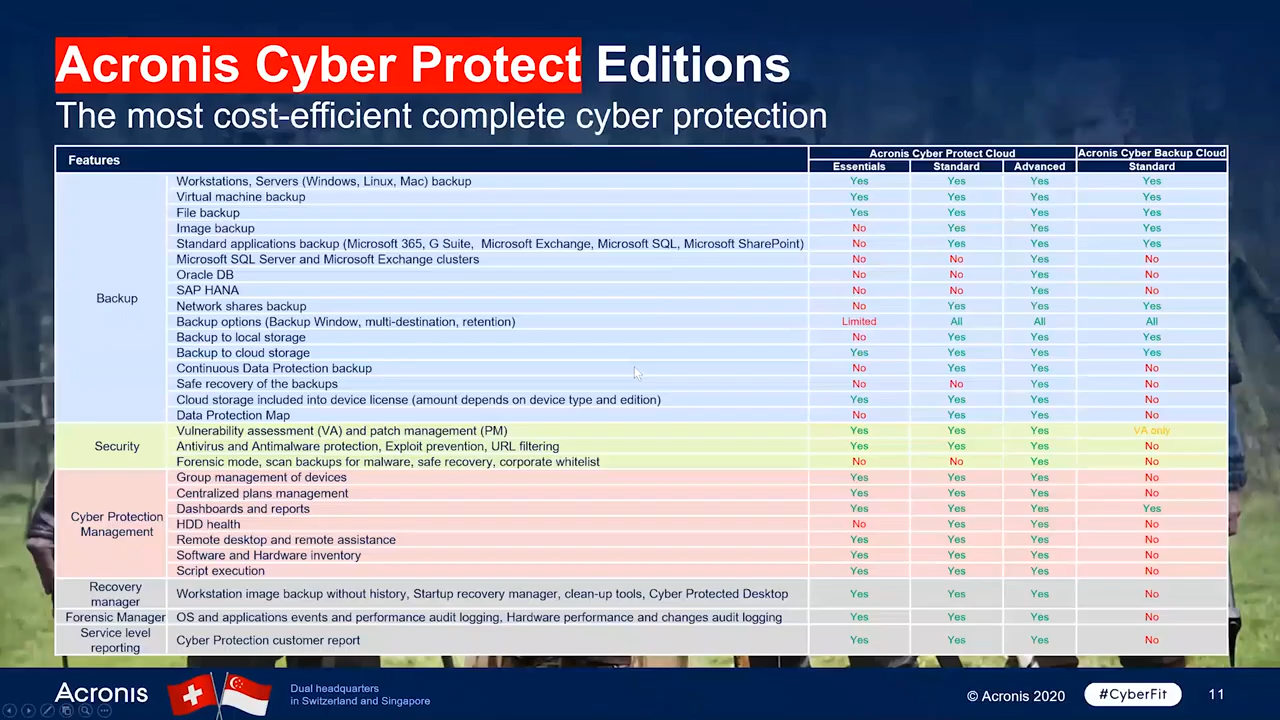 Acronis Cyber Protect Editions
The most cost-efficient complete cyber protection
Features
Acronis Cyber Protect Cloud Acronis Cyber Backup Cloud
Essentials Standard Advanced Standard
Backup
Workstations, Servers (Windows, Linux, Mac) backup Yes Yes Yes Yes
Virtual machine backup Yes Yes Yes Yes
File backup Yes Yes Yes Yes
Image backup No Yes Yes Yes
Standard applications backup (Microsoft 365, G Suite, Microsoft Exchange, Microsoft SQL, Microsoft SharePoint) No Yes Yes Yes
Microsoft SQL Server and Microsoft Exchange clusters No No Yes No
Oracle DB No No Yes No
SAP HANA No No Yes No
Network shares backup No Yes Yes Yes
Backup options (Backup Window, multi-destination, retention) Limited All All All
Backup to local storage No Yes Yes Yes
Backup to cloud storage Yes Yes Yes Yes
Continuous Data Protection backup No Yes Yes No
Safe recovery of the backups No No Yes No
Cloud storage included into device license (amount depends on device type and edition) Yes Yes Yes No
Data Protection Map No Yes Yes No
Security
Vulnerability assessment (VA) and patch management (PM) Yes Yes Yes VA only
Antivirus and Antimalware protection, Exploit prevention, URL filtering Yes Yes Yes No
Forensic mode, scan backups for malware, safe recovery, corporate whitelist No No Yes No
Cyber Protection
Management
Group management of devices Yes Yes Yes No
Centralized plans management Yes Yes Yes No
Dashboards and reports Yes Yes Yes Yes
HDD health No Yes Yes No
Remote desktop and remote assistance Yes Yes Yes No
Software and Hardware inventory Yes Yes Yes No
Script execution Yes Yes Yes No
Recovery
manager
Workstation image backup without history, Startup recovery manager, clean-up tools, Cyber Protected Desktop Yes Yes Yes No
Forensic Manager OS and applications events and performance audit logging, Hardware performance and changes audit logging Yes Yes Yes No
Service level
reporting
Cyber Protection customer report Yes Yes Yes No
Acronis
Dual headquarters
in Switzerland and Singapore
© Acronis 2020
#CyberFit
11